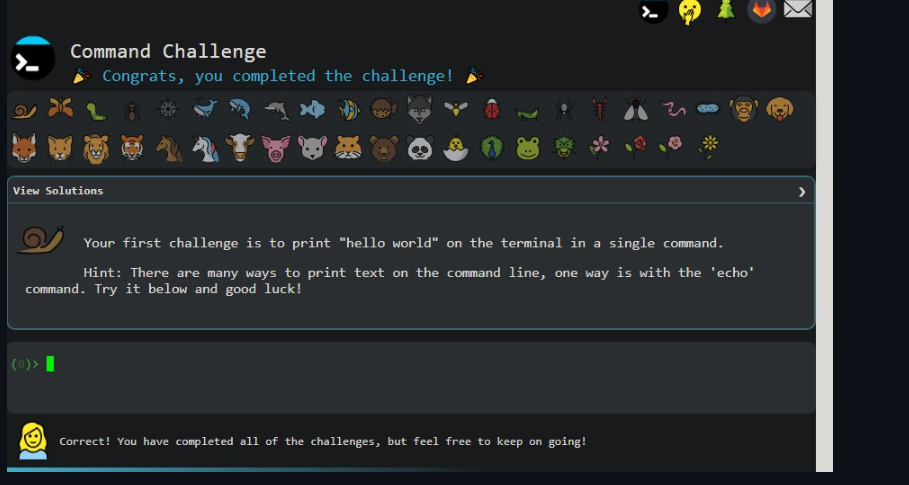 Command Challenge
Congrats, you completed the challenge!
View Solutions
Your first challenge is to print "hello world" on the terminal in a single command.
Hint: There are many ways to print text on the command line, one way is with the 'echo'
command. Try it below and good luck!
(0)>
Correct! You have completed all of the challenges, but feel free to keep on going!